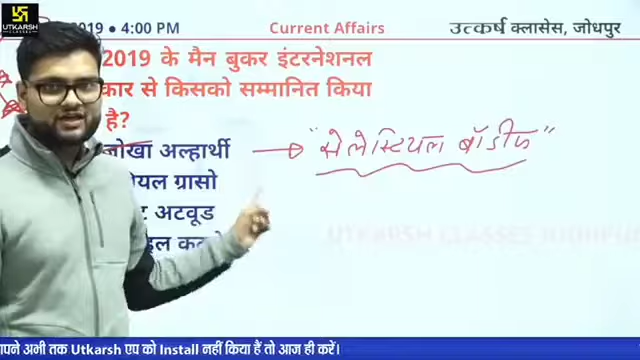 UTKARSH
CLASSES
2019 ● 4:00 PM Current Affairs उत्कर्ष क्लासेस, जोधपुर
2019 के मैन बुकर इंटरनेशनल
कार से किसको सम्मानित किया
है?
जोखा अल्हार्थी → "सेलेस्टियल बॉडीज"
ग्रासो
अटवूड
UTKARSH CLASSES JODHPUR
आपने अभी तक Utkarsh एप को Install नहीं किया हैं तो आज ही करें।